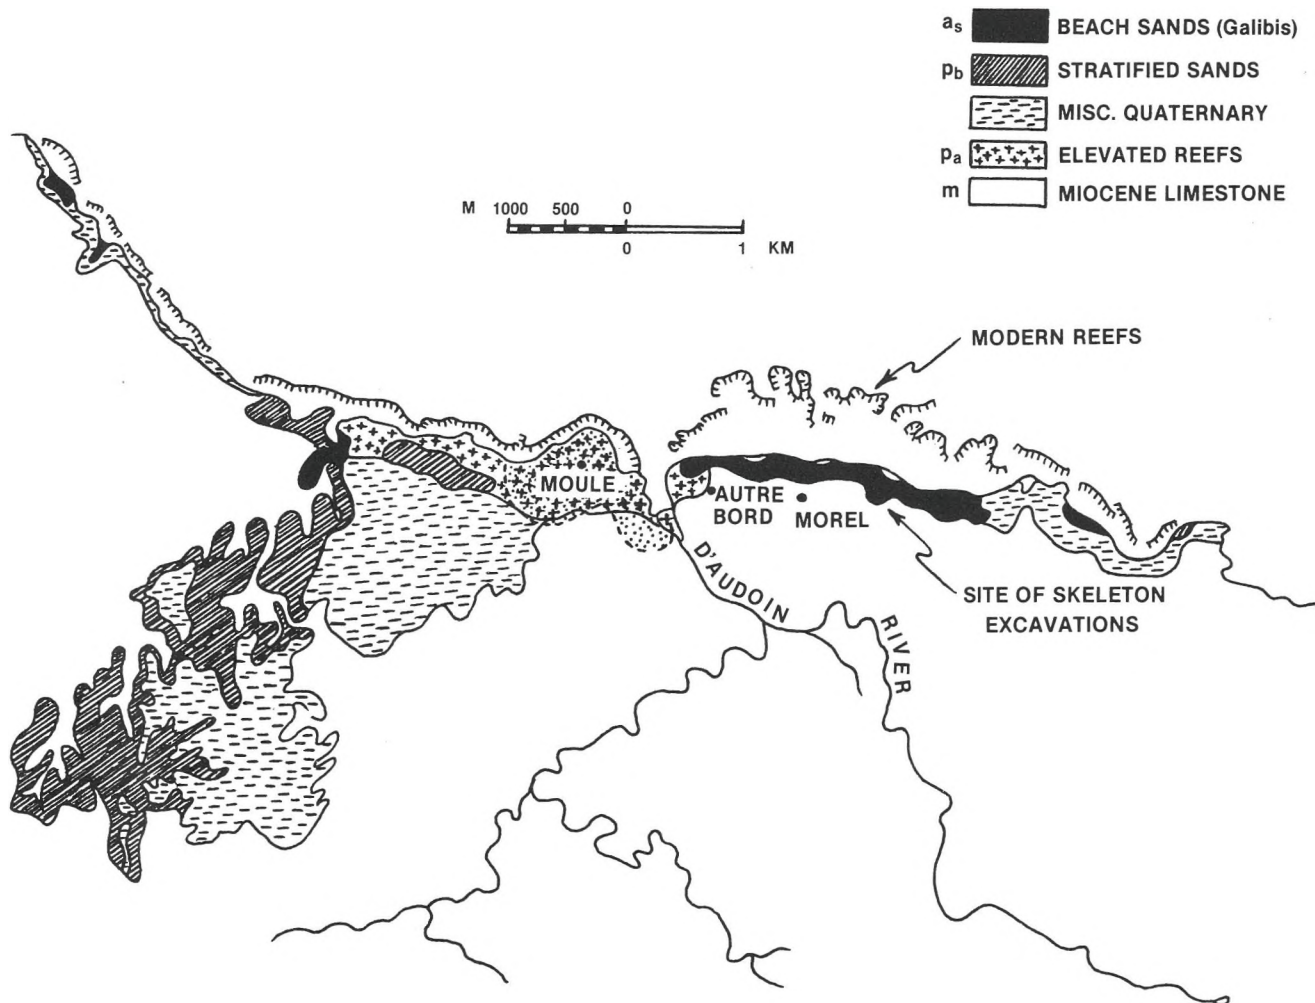 as BEACH SANDS (Galibis)
pb STRATIFIED SANDS
MISC. QUATERNARY
pa ELEVATED REEFS
m MIOCENE LIMESTONE
M 1000 500 0
0 1 KM
MODERN REEFS
m
MOULE
AUTRE
BORD
MOREL
D'AUDOIN
RIVER
SITE OF SKELETON
EXCAVATIONS